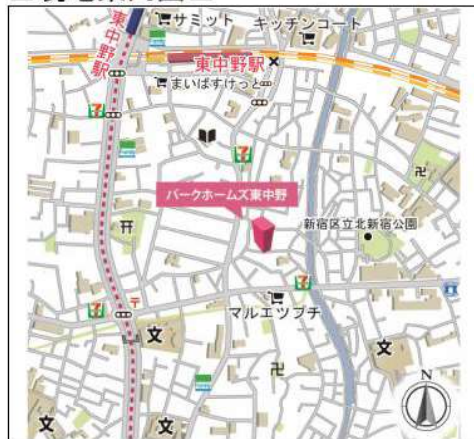 サミット
キッチンコート
東中野駅
東中野駅
まいばすけっと
パークホームズ東中野
新宿区立北新宿公園
マルエツプチ
文
文
文
文
N